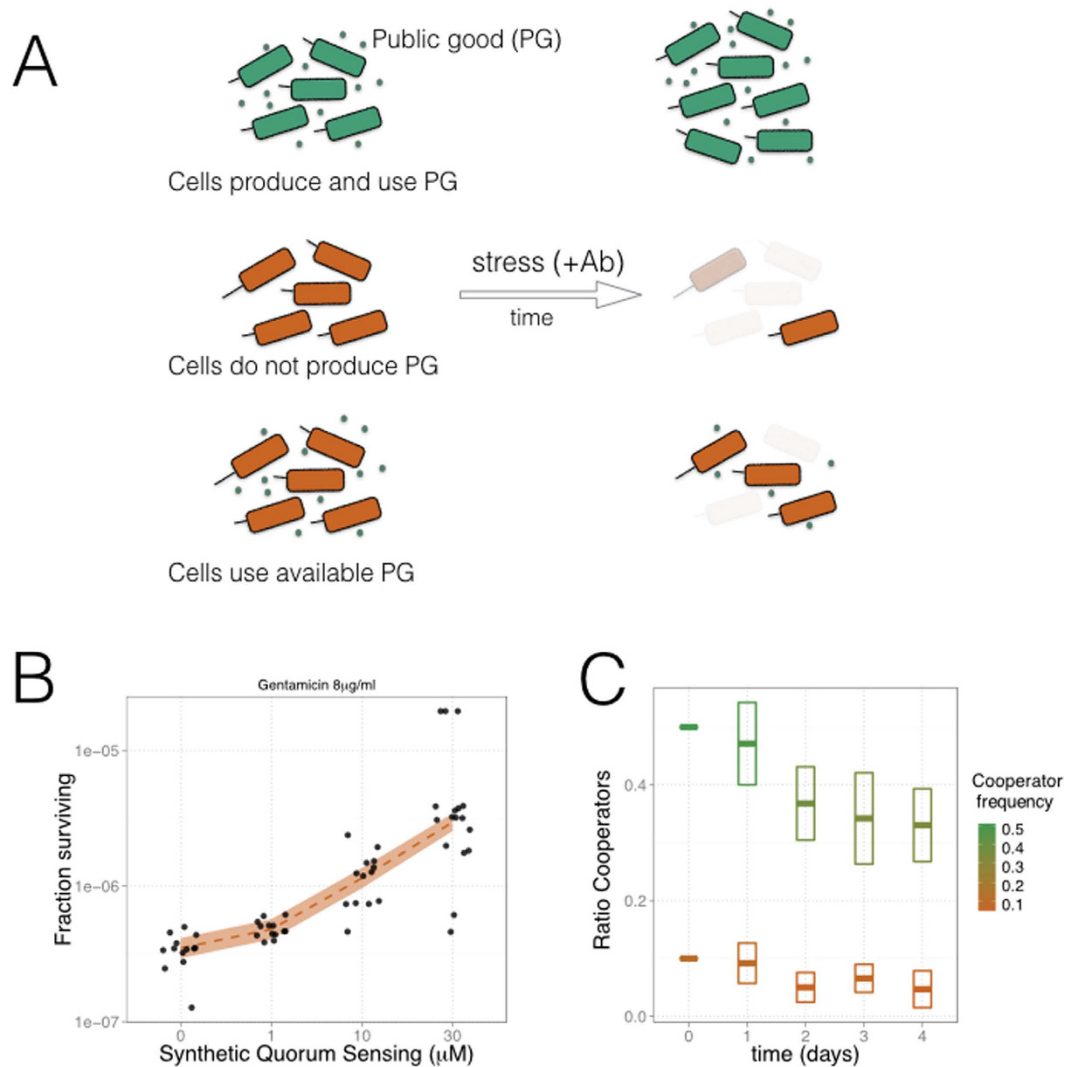 A
Public good (PG)
Cells produce and use PG
stress (+Ab)
time
Cells do not produce PG
Cells use available PG
B
Gentamicin 8μg/ml
Fraction surviving
1e-05
1e-06
1e-07
0 1 10 30
Synthetic Quorum Sensing (μM)
C
Ratio Cooperators
0.4
0.2
0.0
0 1 2 3 4
time (days)
Cooperator
frequency
0.5
0.4
0.3
0.2
0.1